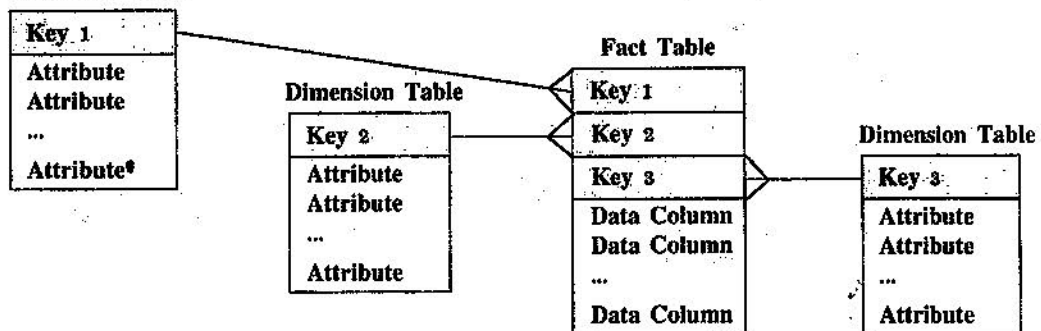 Key 1
Attribute
Attribute
...
Attribute
Dimension Table
Key 2
Attribute
Attribute
...
Attribute
Fact Table
Key 1
Key 2
Key 3
Data Column
Data Column
...
Data Column
Dimension Table
Key 3
Attribute
Attribute
...
Attribute